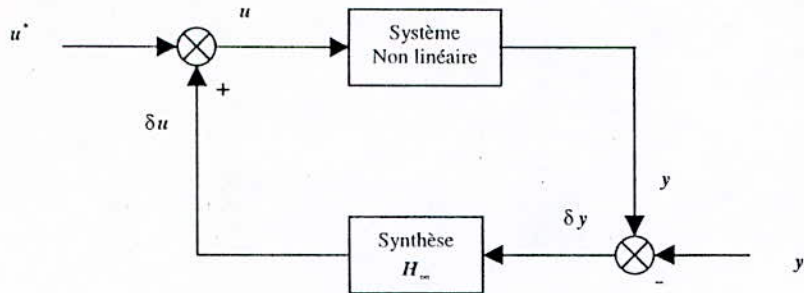 u*
u
Système
Non linéaire
+
δu
y
δy
Synthèse
H∞
-
y